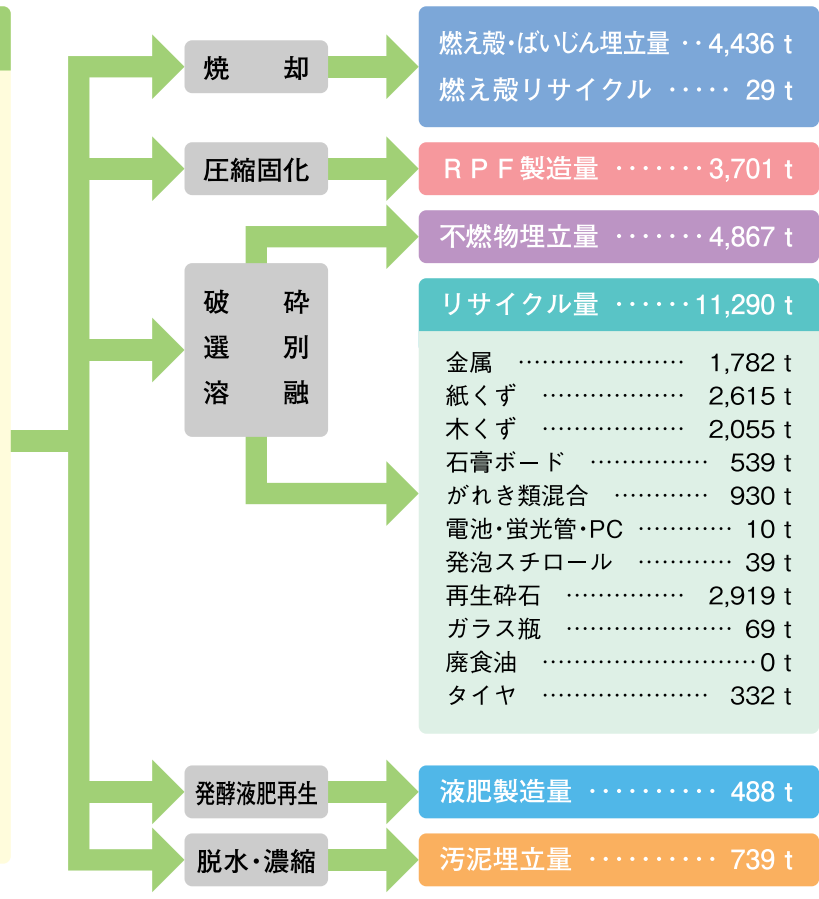 焼　却
燃え殻・ばいじん埋立量 ‥4,436 t
燃え殻リサイクル ‥‥‥ 29 t
圧縮固化
ＲＰＦ製造量 ‥‥‥‥3,701 t
不燃物埋立量 ‥‥‥‥4,867 t
破　砕
選　別
溶　融
リサイクル量 ‥‥‥11,290 t
金属 ………………… 1,782 t
紙くず ……………… 2,615 t
木くず ……………… 2,055 t
石膏ボード …………… 539 t
がれき類混合 ………… 930 t
電池・蛍光管・PC ………… 10 t
発泡スチロール ………… 39 t
再生砕石 …………… 2,919 t
ガラス瓶 ………………… 69 t
廃食油 ………………………0 t
タイヤ ………………… 332 t
発酵液肥再生
液肥製造量 ‥‥‥‥‥ 488 t
脱水・濃縮
汚泥埋立量 ‥‥‥‥‥ 739 t